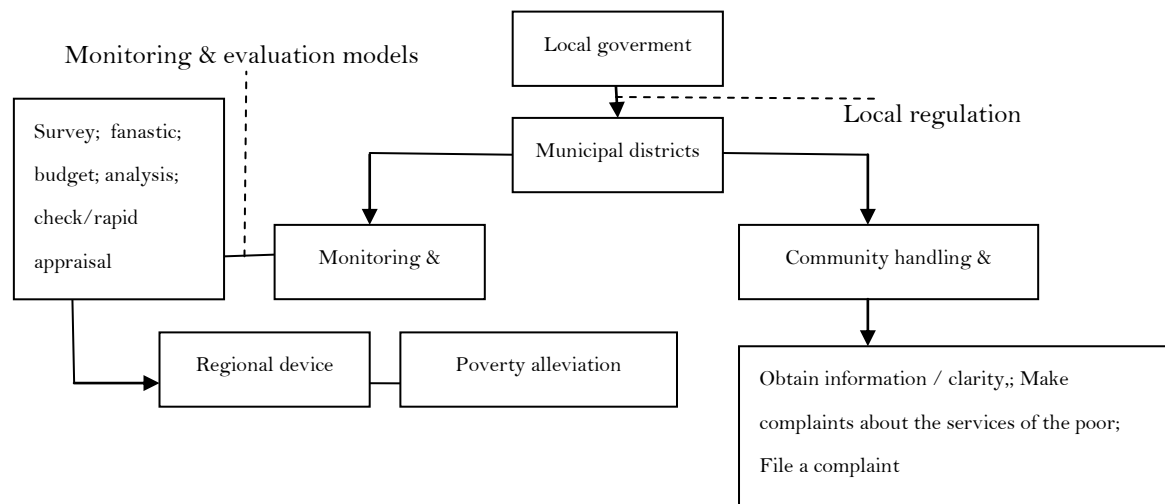 Local goverment
Monitoring & evaluation models
Local regulation
Survey; fanastic;
budget; analysis;
check/rapid
appraisal
Municipal districts
Monitoring &
Community handling &
Regional device
Poverty alleviation
Obtain information / clarity,; Make
complaints about the services of the poor;
File a complaint